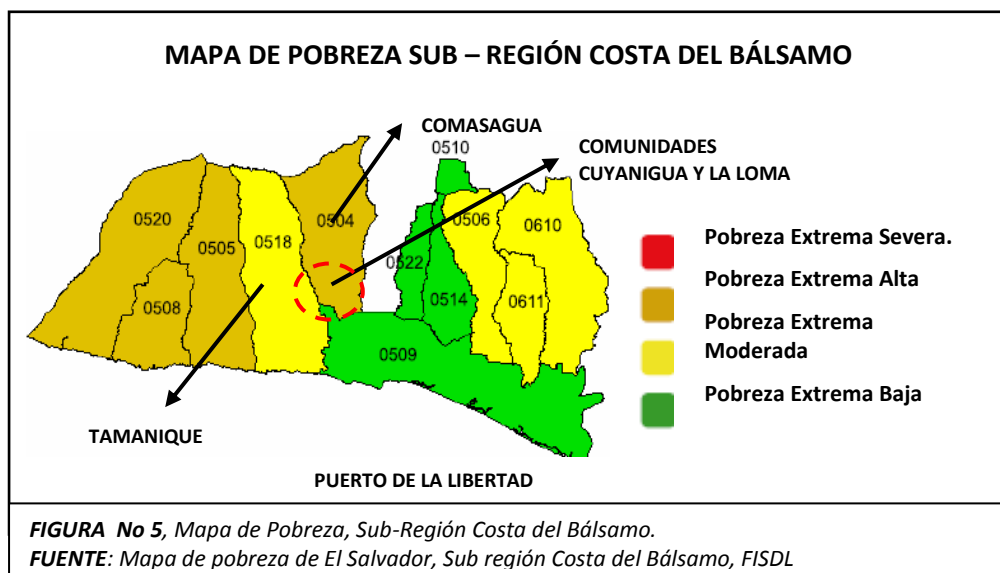 MAPA DE POBREZA SUB – REGIÓN COSTA DEL BÁLSAMO
COMASAGUA
0510
COMUNIDADES
CUYANIGUA Y LA LOMA
0520
0505
0518
0504
0506
0610
0522
0508
0514
0611
0509
Pobreza Extrema Severa.
Pobreza Extrema Alta
Pobreza Extrema
Moderada
Pobreza Extrema Baja
TAMANIQUE
PUERTO DE LA LIBERTAD
FIGURA No 5, Mapa de Pobreza, Sub-Región Costa del Bálsamo.
FUENTE: Mapa de pobreza de El Salvador, Sub región Costa del Bálsamo, FISDL